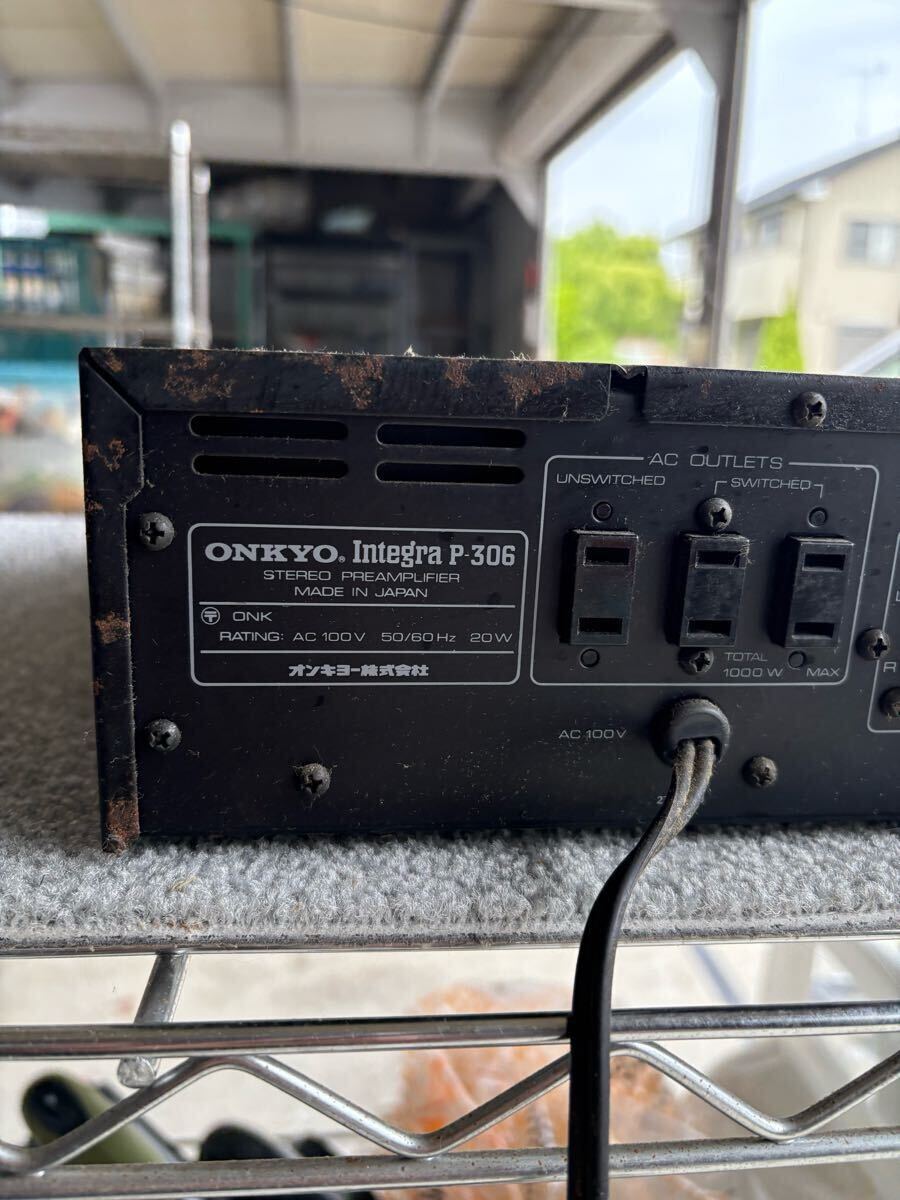 ONKYO. Integra P-306
STEREO PREAMPLIFIER
MADE IN JAPAN
〒 ONK
RATING: AC 100V 50/60Hz 20W
オンキヨー株式会社
AC OUTLETS
UNSWITCHED
SWITCHED
TOTAL
1000W MAX
AC 100V
L
R